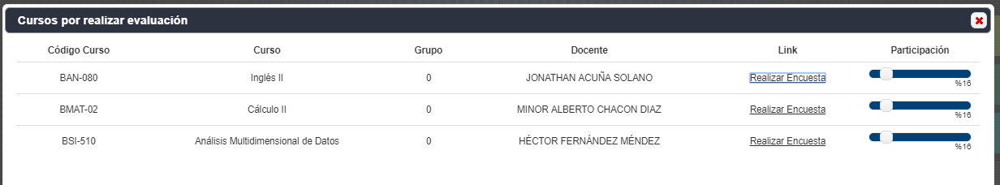 Cursos por realizar evaluación
Código Curso Curso Grupo Docente Link Participación
BAN-080 Inglés II 0 JONATHAN ACUÑA SOLANO Realizar Encuesta
%16
BMAT-02 Cálculo II 0 MINOR ALBERTO CHACON DIAZ Realizar Encuesta
%16
BSI-510 Análisis Multidimensional de Datos 0 HÉCTOR FERNÁNDEZ MÉNDEZ Realizar Encuesta
%16